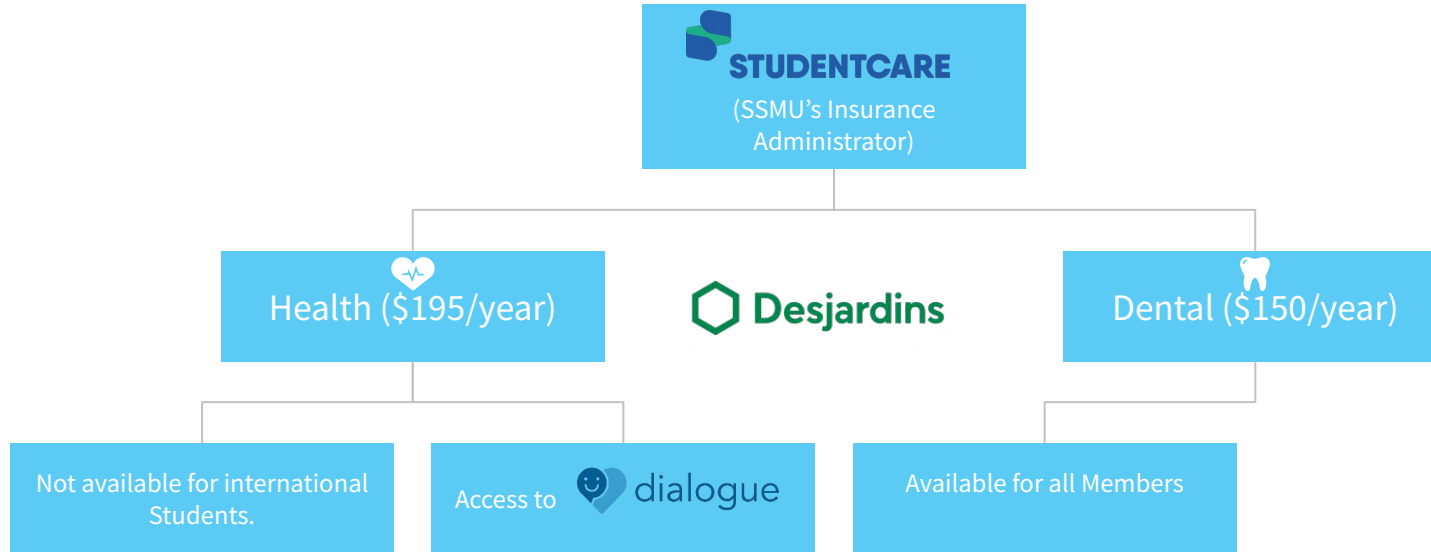 STUDENTCARE
(SSMU's Insurance
Administrator)
Health ($195/year)
Desjardins
Dental ($150/year)
Not available for international
Students.
Access to dialogue
Available for all Members